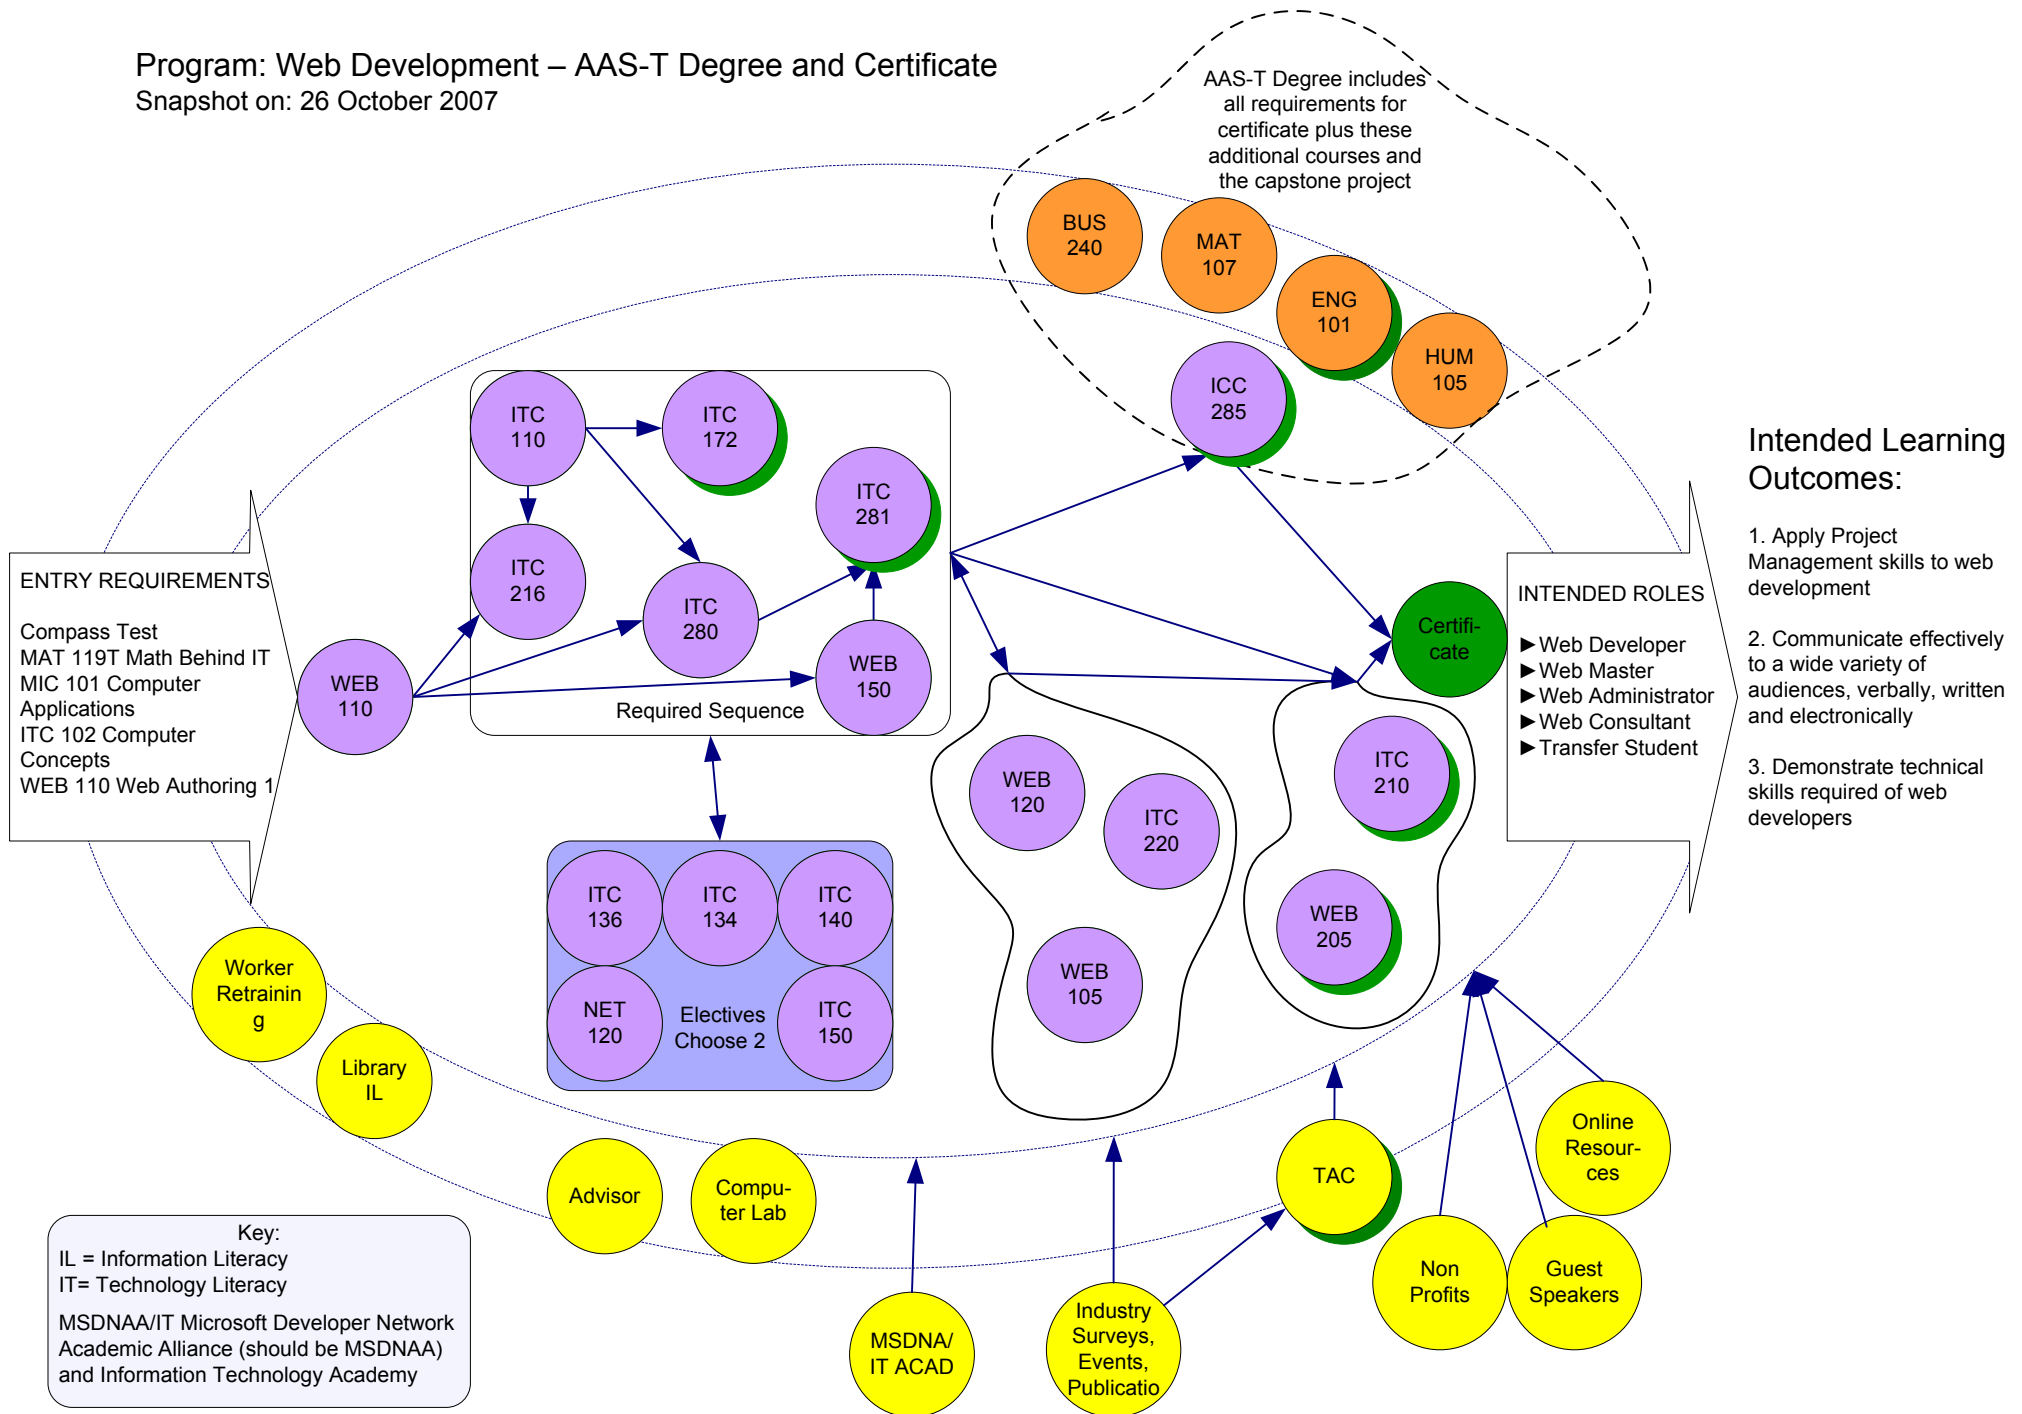 Program: Web Development – AAS-T Degree and Certificate
Snapshot on: 26 October 2007
AAS-T Degree includes
all requirements for
certificate plus these
additional courses and
the capstone project
BUS
240
MAT
107
ENG
101
HUM
105
ICC
285
ITC
110
ITC
172
ITC
281
ITC
216
ITC
280
WEB
150
Required Sequence
ENTRY REQUIREMENTS
Compass Test
MAT 119T Math Behind IT
MIC 101 Computer
Applications
ITC 102 Computer
Concepts
WEB 110 Web Authoring 1
WEB
110
Certifi-
cate
INTENDED ROLES
►Web Developer
►Web Master
►Web Administrator
►Web Consultant
►Transfer Student
Intended Learning
Outcomes:
1. Apply Project
Management skills to web
development
2. Communicate effectively
to a wide variety of
audiences, verbally, written
and electronically
3. Demonstrate technical
skills required of web
developers
WEB
120
ITC
220
WEB
105
ITC
210
WEB
205
ITC
136
ITC
134
ITC
140
NET
120
Electives
Choose 2
ITC
150
Worker
Retrainin
g
Library
IL
Advisor
Compu-
ter Lab
MSDNA/
IT ACAD
Industry
Surveys,
Events,
Publicatio
TAC
Non
Profits
Guest
Speakers
Online
Resour-
ces
Key:
IL = Information Literacy
IT= Technology Literacy
MSDNAA/IT Microsoft Developer Network
Academic Alliance (should be MSDNAA)
and Information Technology Academy